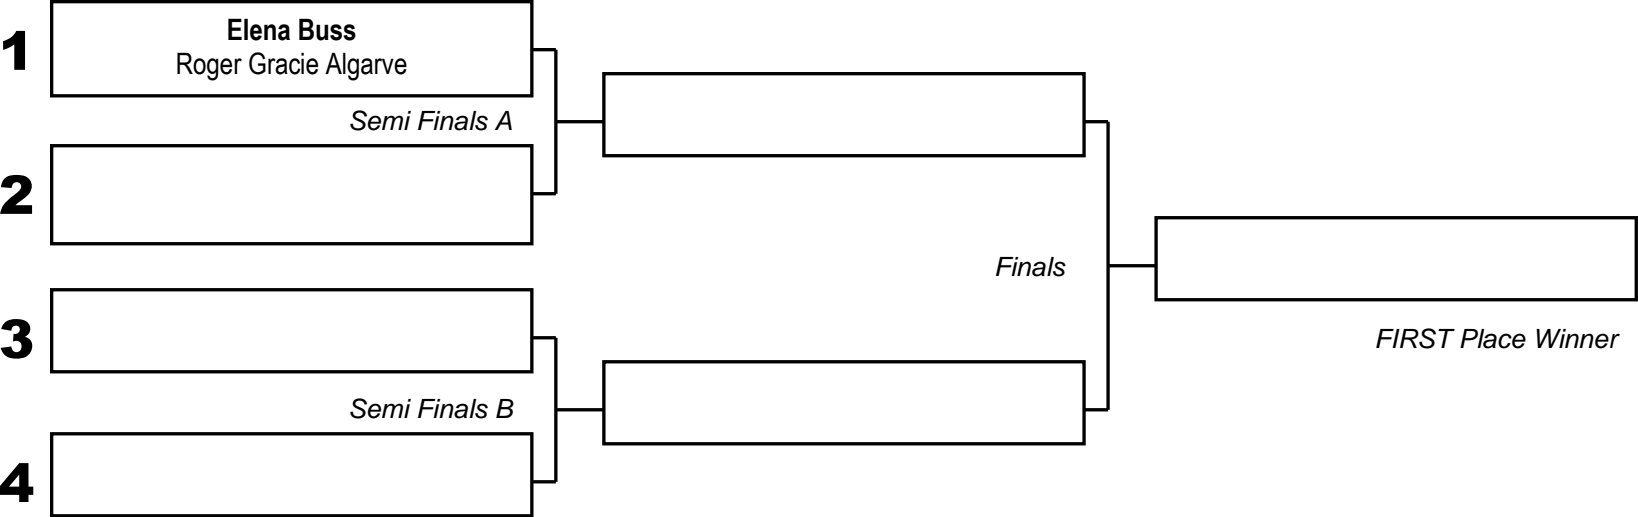 1
Elena Buss
Roger Gracie Algarve
Semi Finals A
2
Finals
FIRST Place Winner
3
Semi Finals B
4